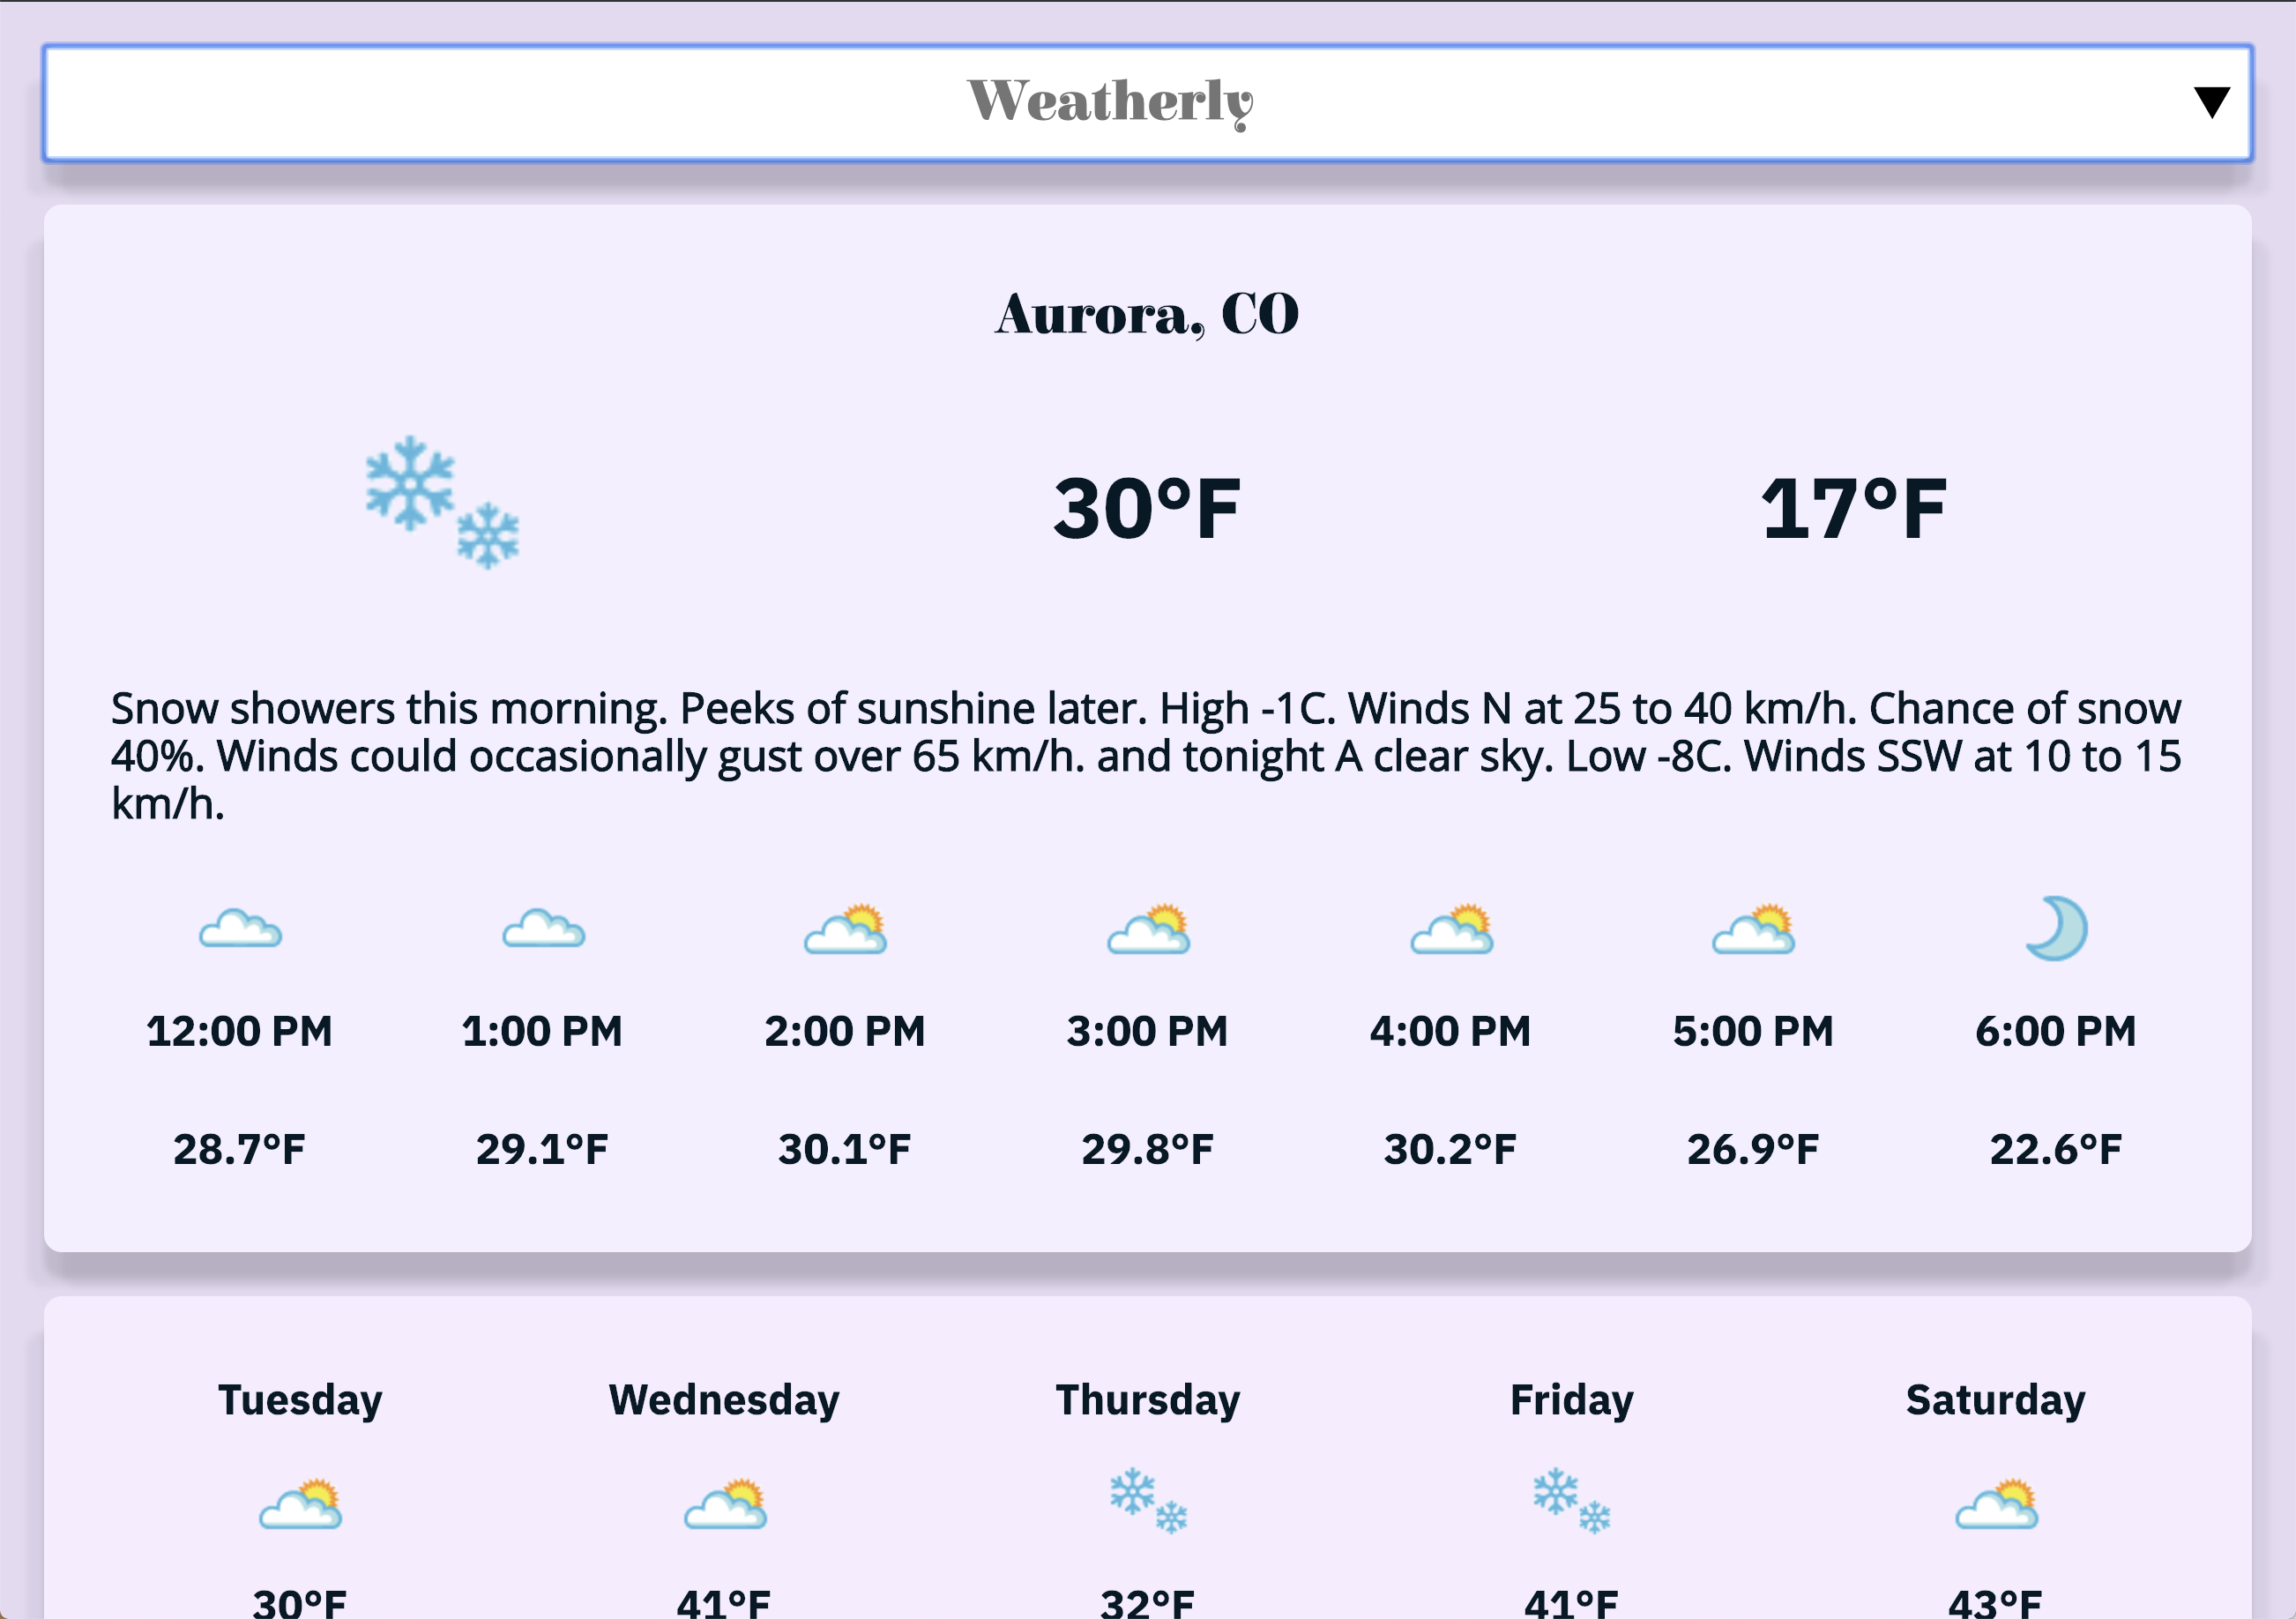 Weatherly
Aurora, CO
30°F 17°F
Snow showers this morning. Peeks of sunshine later. High -1C. Winds N at 25 to 40 km/h. Chance of snow
40%. Winds could occasionally gust over 65 km/h. and tonight A clear sky. Low -8C. Winds SSW at 10 to 15
km/h.
12:00 PM 1:00 PM 2:00 PM 3:00 PM 4:00 PM 5:00 PM 6:00 PM
28.7°F 29.1°F 30.1°F 29.8°F 30.2°F 26.9°F 22.6°F
Tuesday Wednesday Thursday Friday Saturday
30°F 41°F 32°F 41°F 43°F